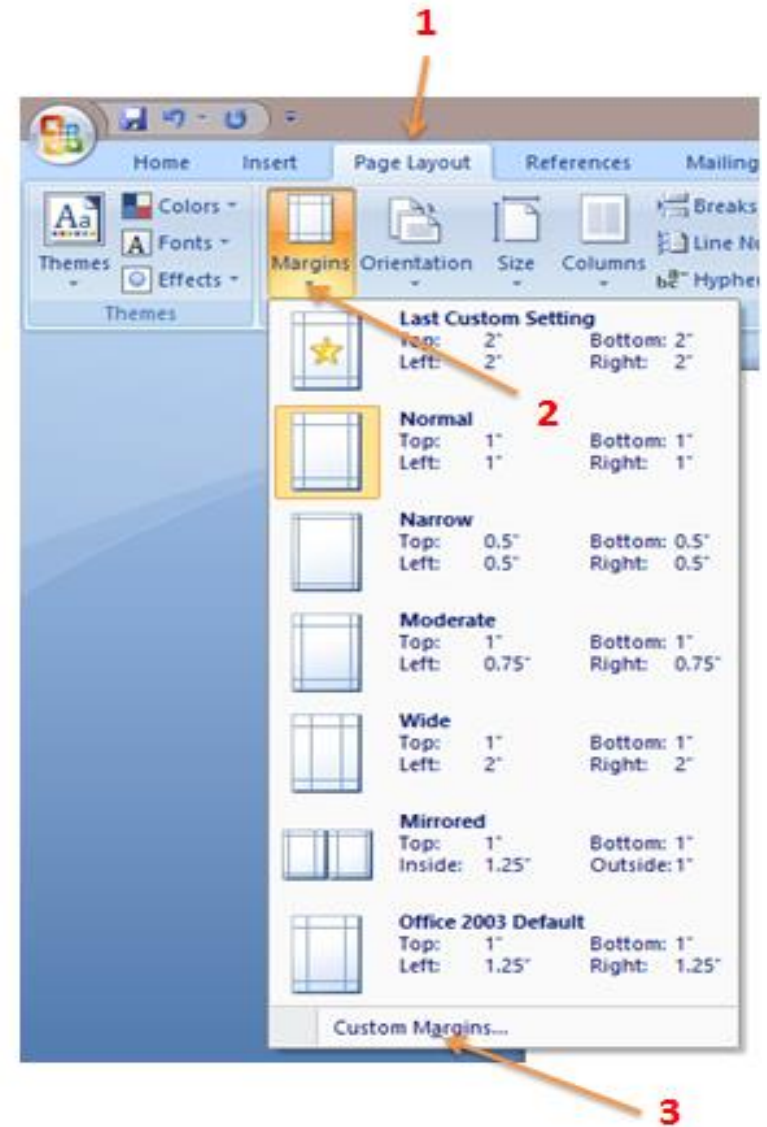 1
Home Insert Page Layout References Mailing
Aa Colors Breaks
A Fonts Line Nu
Themes Effects Margins Orientation Size Columns Hyphe
Themes
Last Custom Setting
Top: 2" Bottom: 2"
Left: 2" Right: 2"
2
Normal
Top: 1" Bottom: 1"
Left: 1" Right: 1"
Narrow
Top: 0.5" Bottom: 0.5"
Left: 0.5" Right: 0.5"
Moderate
Top: 1" Bottom: 1"
Left: 0.75" Right: 0.75"
Wide
Top: 1" Bottom: 1"
Left: 2" Right: 2"
Mirrored
Top: 1" Bottom: 1"
Inside: 1.25" Outside: 1"
Office 2003 Default
Top: 1" Bottom: 1"
Left: 1.25" Right: 1.25"
Custom Margins...
3